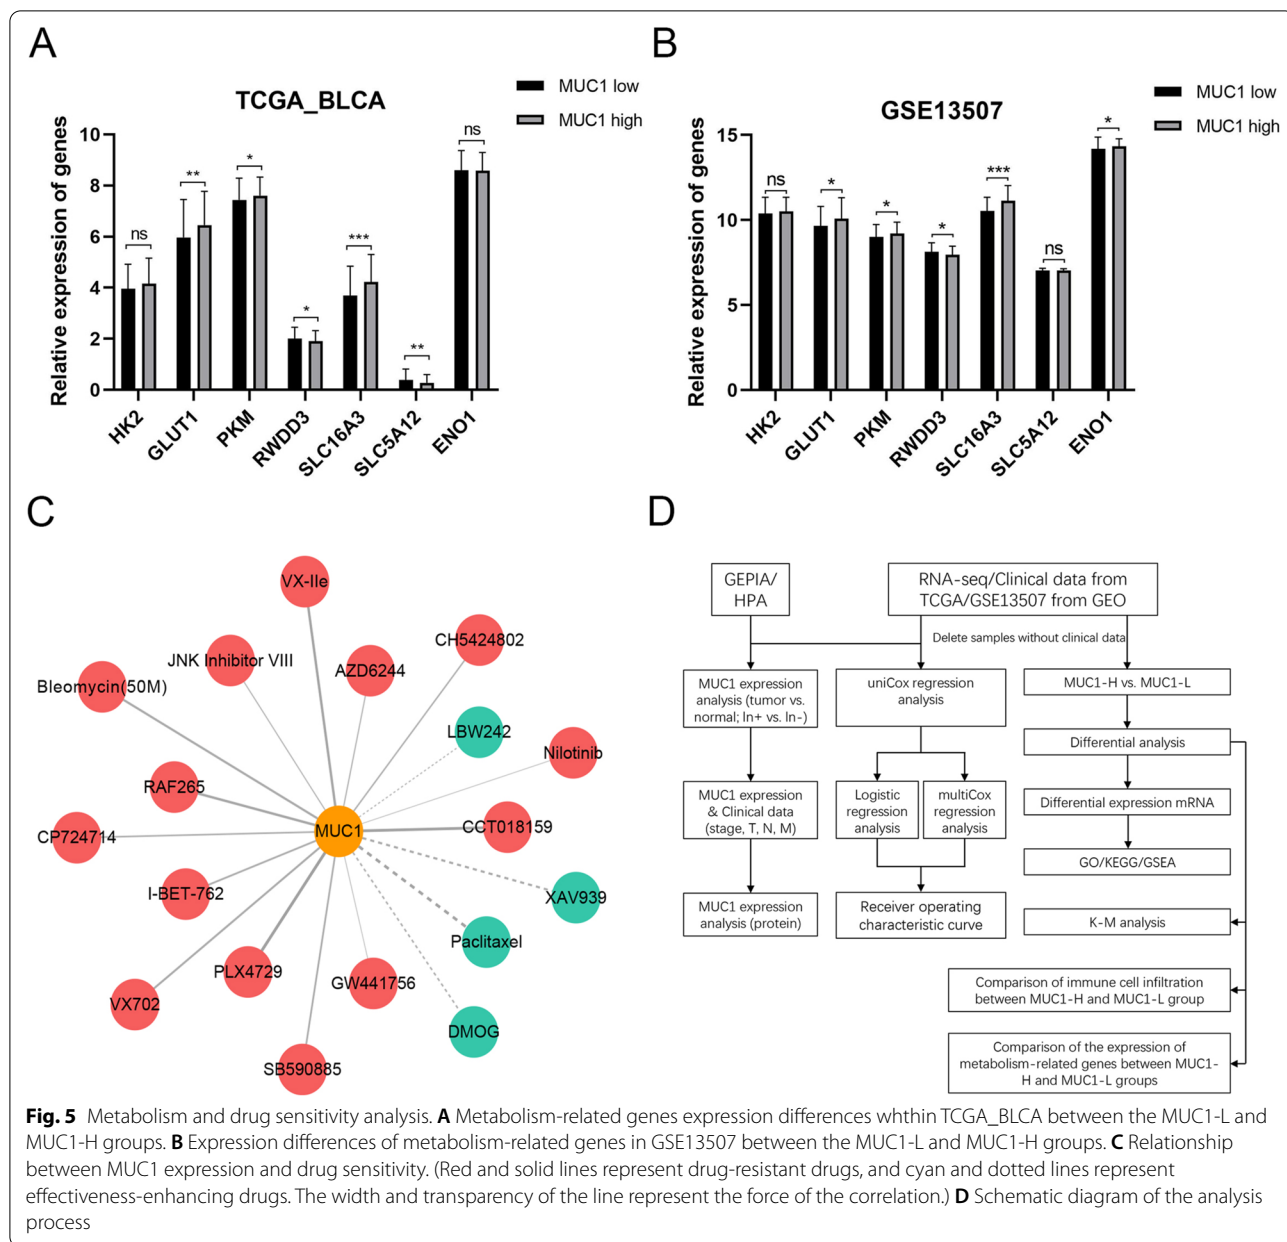 A
TCGA_BLCA
MUC1 low
MUC1 high
Relative expression of genes
10
8
6
4
2
0
ns
**
*
*
***
**
ns
HK2
GLUT1
PKM
RWDD3
SLC16A3
SLC5A12
ENO1
B
GSE13507
MUC1 low
MUC1 high
Relative expression of genes
15
10
5
0
ns
*
*
*
***
ns
*
HK2
GLUT1
PKM
RWDD3
SLC16A3
SLC5A12
ENO1
C
VX-IIe
JNK Inhibitor VIII
AZD6244
CH5424802
Bleomycin(50M)
LBW242
Nilotinib
RAF265
MUC1
CCT018159
CP724714
I-BET-762
XAV939
Paclitaxel
PLX4729
GW441756
VX702
DMOG
SB590885
D
GEPIA/
HPA
RNA-seq/Clinical data from
TCGA/GSE13507 from GEO
Delete samples without clinical data
MUC1 expression
analysis (tumor vs.
normal; ln+ vs. ln-)
uniCox regression
analysis
MUC1-H vs. MUC1-L
Differential analysis
MUC1 expression
& Clinical data
(stage, T, N, M)
Logistic
regression
analysis
multiCox
regression
analysis
Differential expression mRNA
GO/KEGG/GSEA
MUC1 expression
analysis (protein)
Receiver operating
characteristic curve
K-M analysis
Comparison of immune cell infiltration
between MUC1-H and MUC1-L group
Comparison of the expression of
metabolism-related genes between MUC1-
H and MUC1-L groups
Fig. 5 Metabolism and drug sensitivity analysis. A Metabolism-related genes expression differences whthin TCGA_BLCA between the MUC1-L and
MUC1-H groups. B Expression differences of metabolism-related genes in GSE13507 between the MUC1-L and MUC1-H groups. C Relationship
between MUC1 expression and drug sensitivity. (Red and solid lines represent drug-resistant drugs, and cyan and dotted lines represent
effectiveness-enhancing drugs. The width and transparency of the line represent the force of the correlation.) D Schematic diagram of the analysis
process